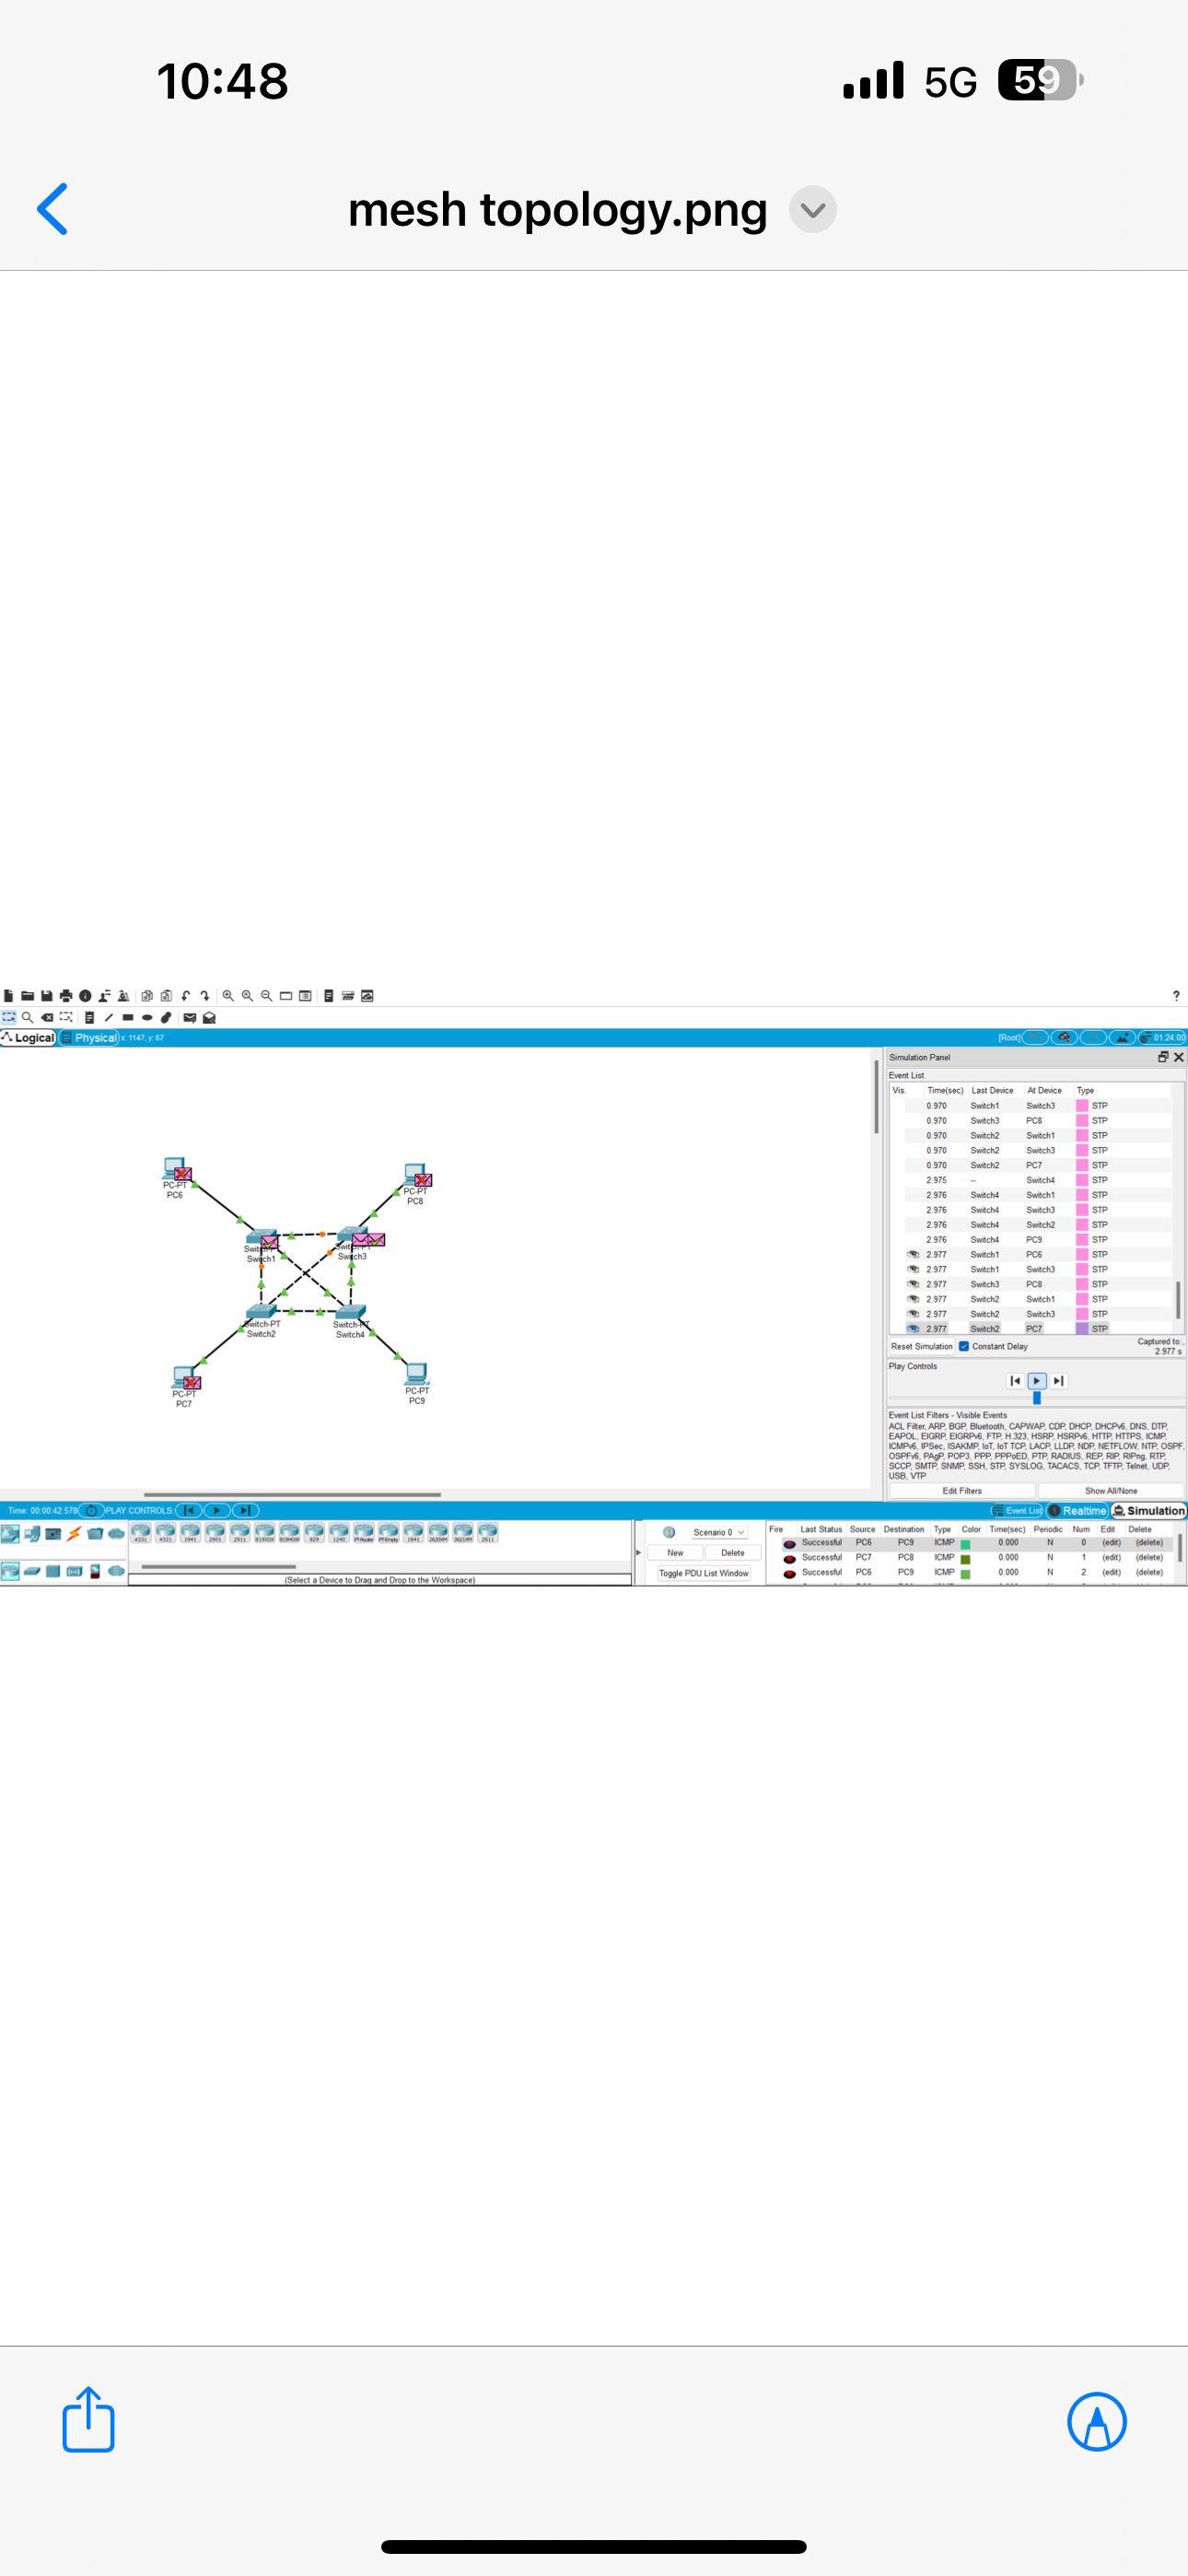 10:48
5G 59
mesh topology.png
?
Logical Physical x: 1147, y: 67
[Root] 01:24:00
Simulation Panel
Event List
Vis. Time(sec) Last Device At Device Type
0.970 Switch1 Switch3 STP
0.970 Switch3 PC8 STP
0.970 Switch2 Switch1 STP
0.970 Switch2 Switch3 STP
0.970 Switch2 PC7 STP
2.975 -- Switch4 STP
2.976 Switch4 Switch1 STP
2.976 Switch4 Switch3 STP
2.976 Switch4 Switch2 STP
2.976 Switch4 PC9 STP
2.977 Switch1 PC6 STP
2.977 Switch1 Switch3 STP
2.977 Switch3 PC8 STP
2.977 Switch2 Switch1 STP
2.977 Switch2 Switch3 STP
2.977 Switch2 PC7 STP
Reset Simulation Constant Delay
Captured to:
2.977 s
Play Controls
Event List Filters - Visible Events
ACL Filter, ARP, BGP, Bluetooth, CAPWAP, CDP, DHCP, DHCPv6, DNS, DTP,
EAPOL, EIGRP, EIGRPv6, FTP, H.323, HSRP, HSRPv6, HTTP, HTTPS, ICMP,
ICMPv6, IPSec, ISAKMP, IoT, IoT TCP, LACP, LLDP, NDP, NETFLOW, NTP, OSPF,
OSPFv6, PAgP, POP3, PPP, PPPoED, PTP, RADIUS, REP, RIP, RIPng, RTP,
SCCP, SMTP, SNMP, SSH, STP, SYSLOG, TACACS, TCP, TFTP, Telnet, UDP,
USB, VTP
Edit Filters Show All/None
PC-PT
PC6
PC-PT
PC8
Switch1
Switch3
Switch-PT
Switch2
Switch-PT
Switch4
PC-PT
PC7
PC-PT
PC9
Time: 00:00:42.578 PLAY CONTROLS:
Event List Realtime Simulation
4331 4321 1941 2901 2911 819IOX 819HGW 829 1240 PT-Router PT-Empty 1841 2620XM 2621XM 2811
(Select a Device to Drag and Drop to the Workspace)
Scenario 0
New Delete
Toggle PDU List Window
Fire Last Status Source Destination Type Color Time(sec) Periodic Num Edit Delete
Successful PC6 PC9 ICMP 0.000 N 0 (edit) (delete)
Successful PC7 PC8 ICMP 0.000 N 1 (edit) (delete)
Successful PC6 PC9 ICMP 0.000 N 2 (edit) (delete)